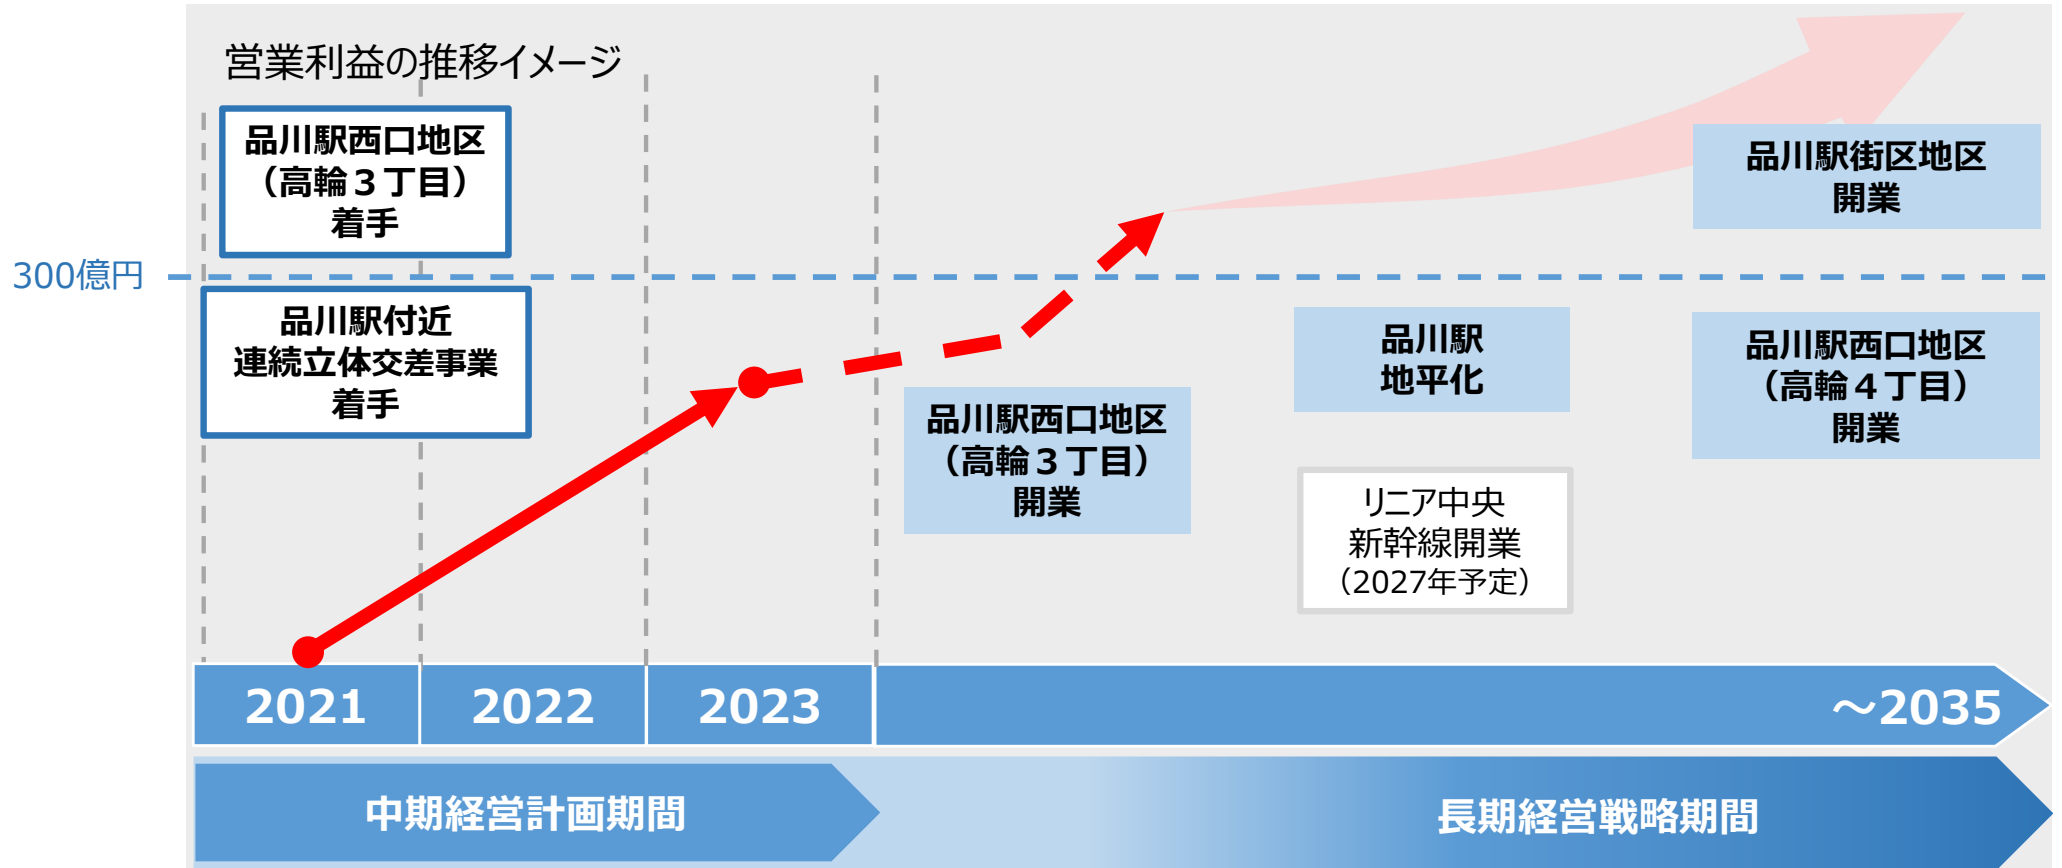 営業利益の推移イメージ
品川駅西口地区
（高輪３丁目）
着手
300億円
品川駅付近
連続立体交差事業
着手
品川駅西口地区
（高輪３丁目）
開業
品川駅
地平化
リニア中央
新幹線開業
（2027年予定）
品川駅街区地区
開業
品川駅西口地区
（高輪４丁目）
開業
2021
2022
2023
～2035
中期経営計画期間
長期経営戦略期間